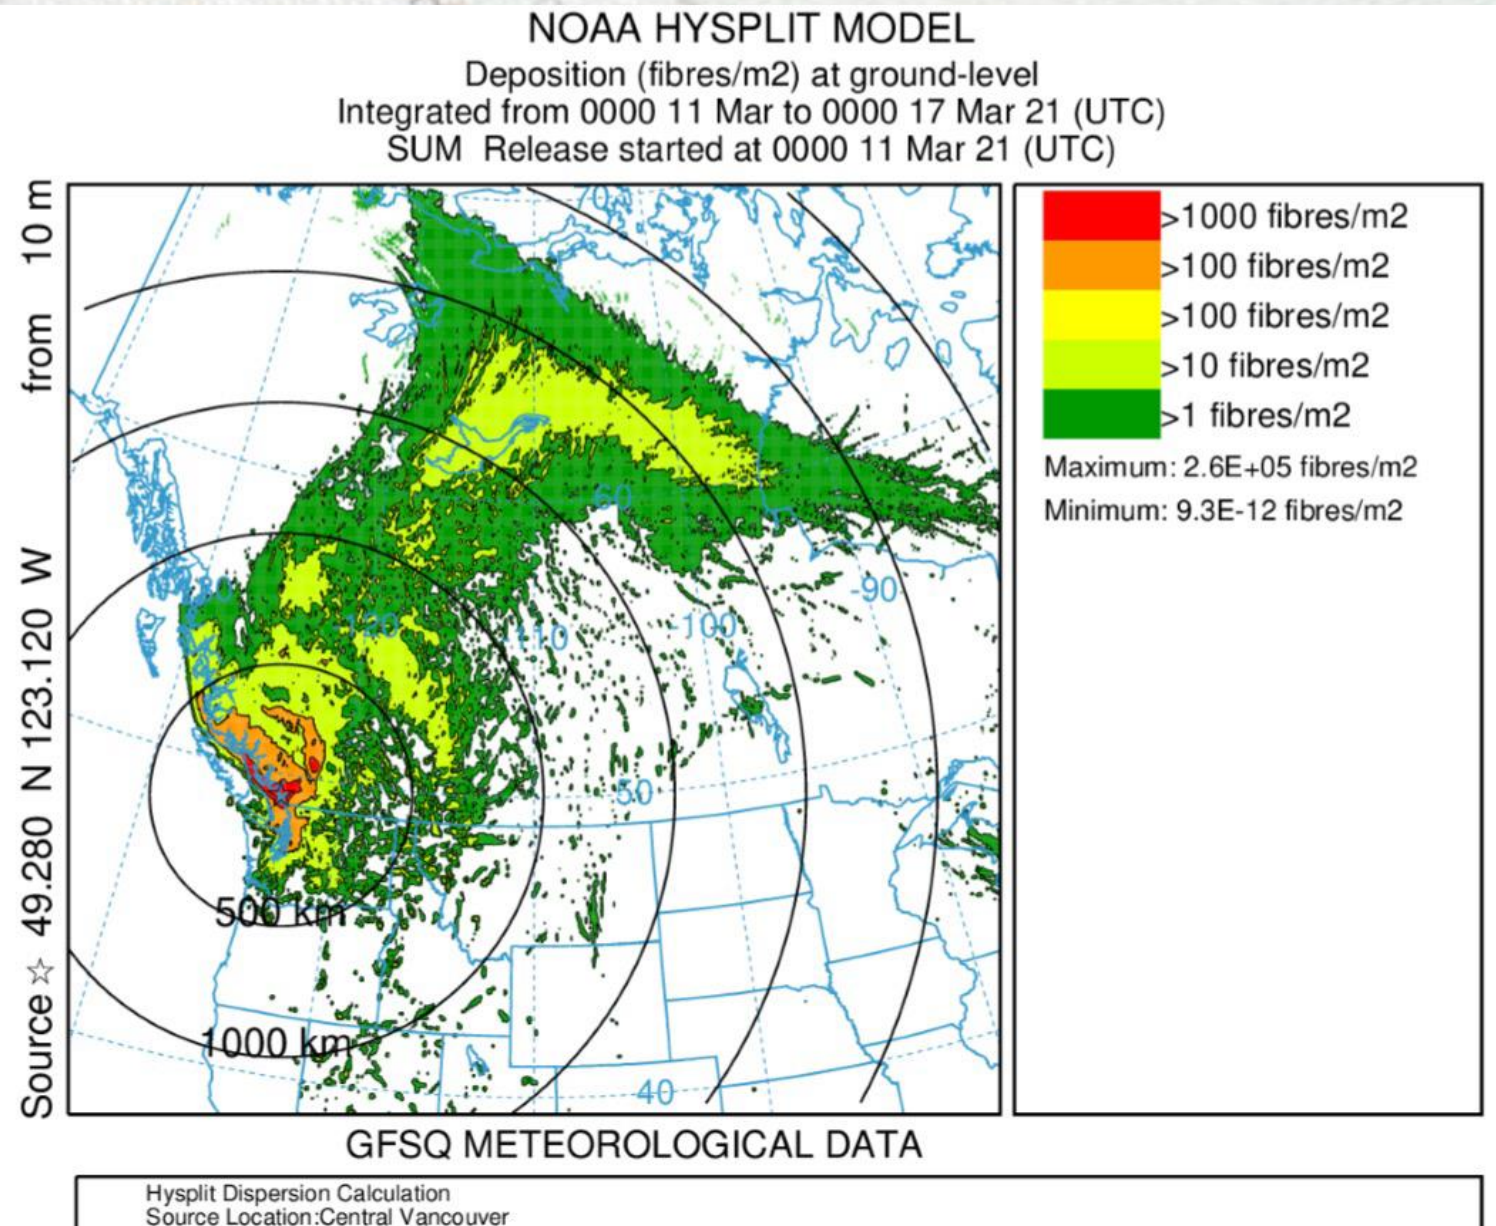 NOAA HYSPLIT MODEL
Deposition (fibres/m2) at ground-level
Integrated from 0000 11 Mar to 0000 17 Mar 21 (UTC)
SUM Release started at 0000 11 Mar 21 (UTC)
Source ☆ 49.280 N 123.120 W from 10 m
>1000 fibres/m2
>100 fibres/m2
>100 fibres/m2
>10 fibres/m2
>1 fibres/m2
Maximum: 2.6E+05 fibres/m2
Minimum: 9.3E-12 fibres/m2
60
-90
-120
-110
-100
50
500 km
1000 km
40
GFSQ METEOROLOGICAL DATA
Hysplit Dispersion Calculation
Source Location:Central Vancouver